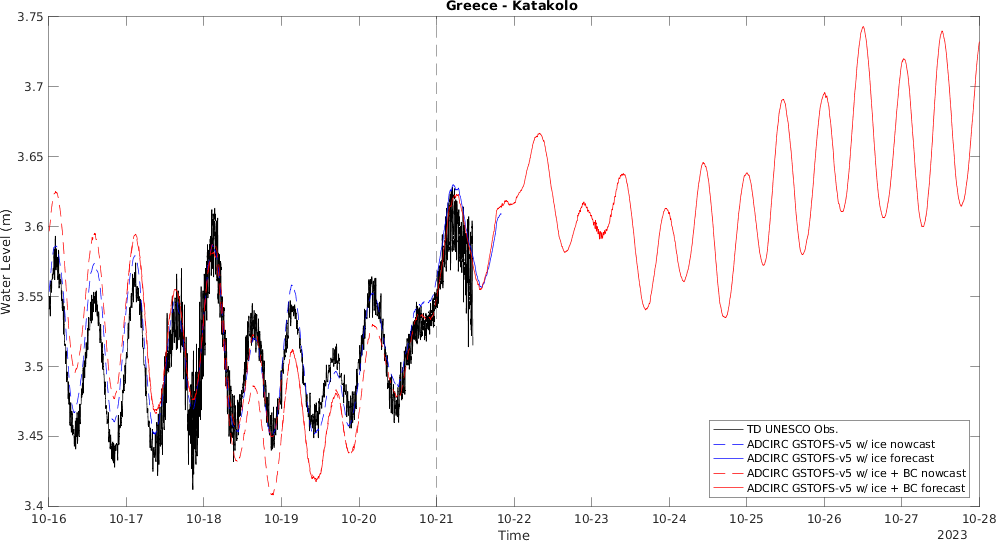 Greece - Katakolo
3.75
3.7
3.65
3.6
3.55
3.5
3.45
3.4
Water Level (m)
TD UNESCO Obs.
ADCIRC GSTOFS-v5 w/ ice nowcast
ADCIRC GSTOFS-v5 w/ ice forecast
ADCIRC GSTOFS-v5 w/ ice + BC nowcast
ADCIRC GSTOFS-v5 w/ ice + BC forecast
10-16 10-17 10-18 10-19 10-20 10-21 10-22 10-23 10-24 10-25 10-26 10-27 10-28
Time
2023